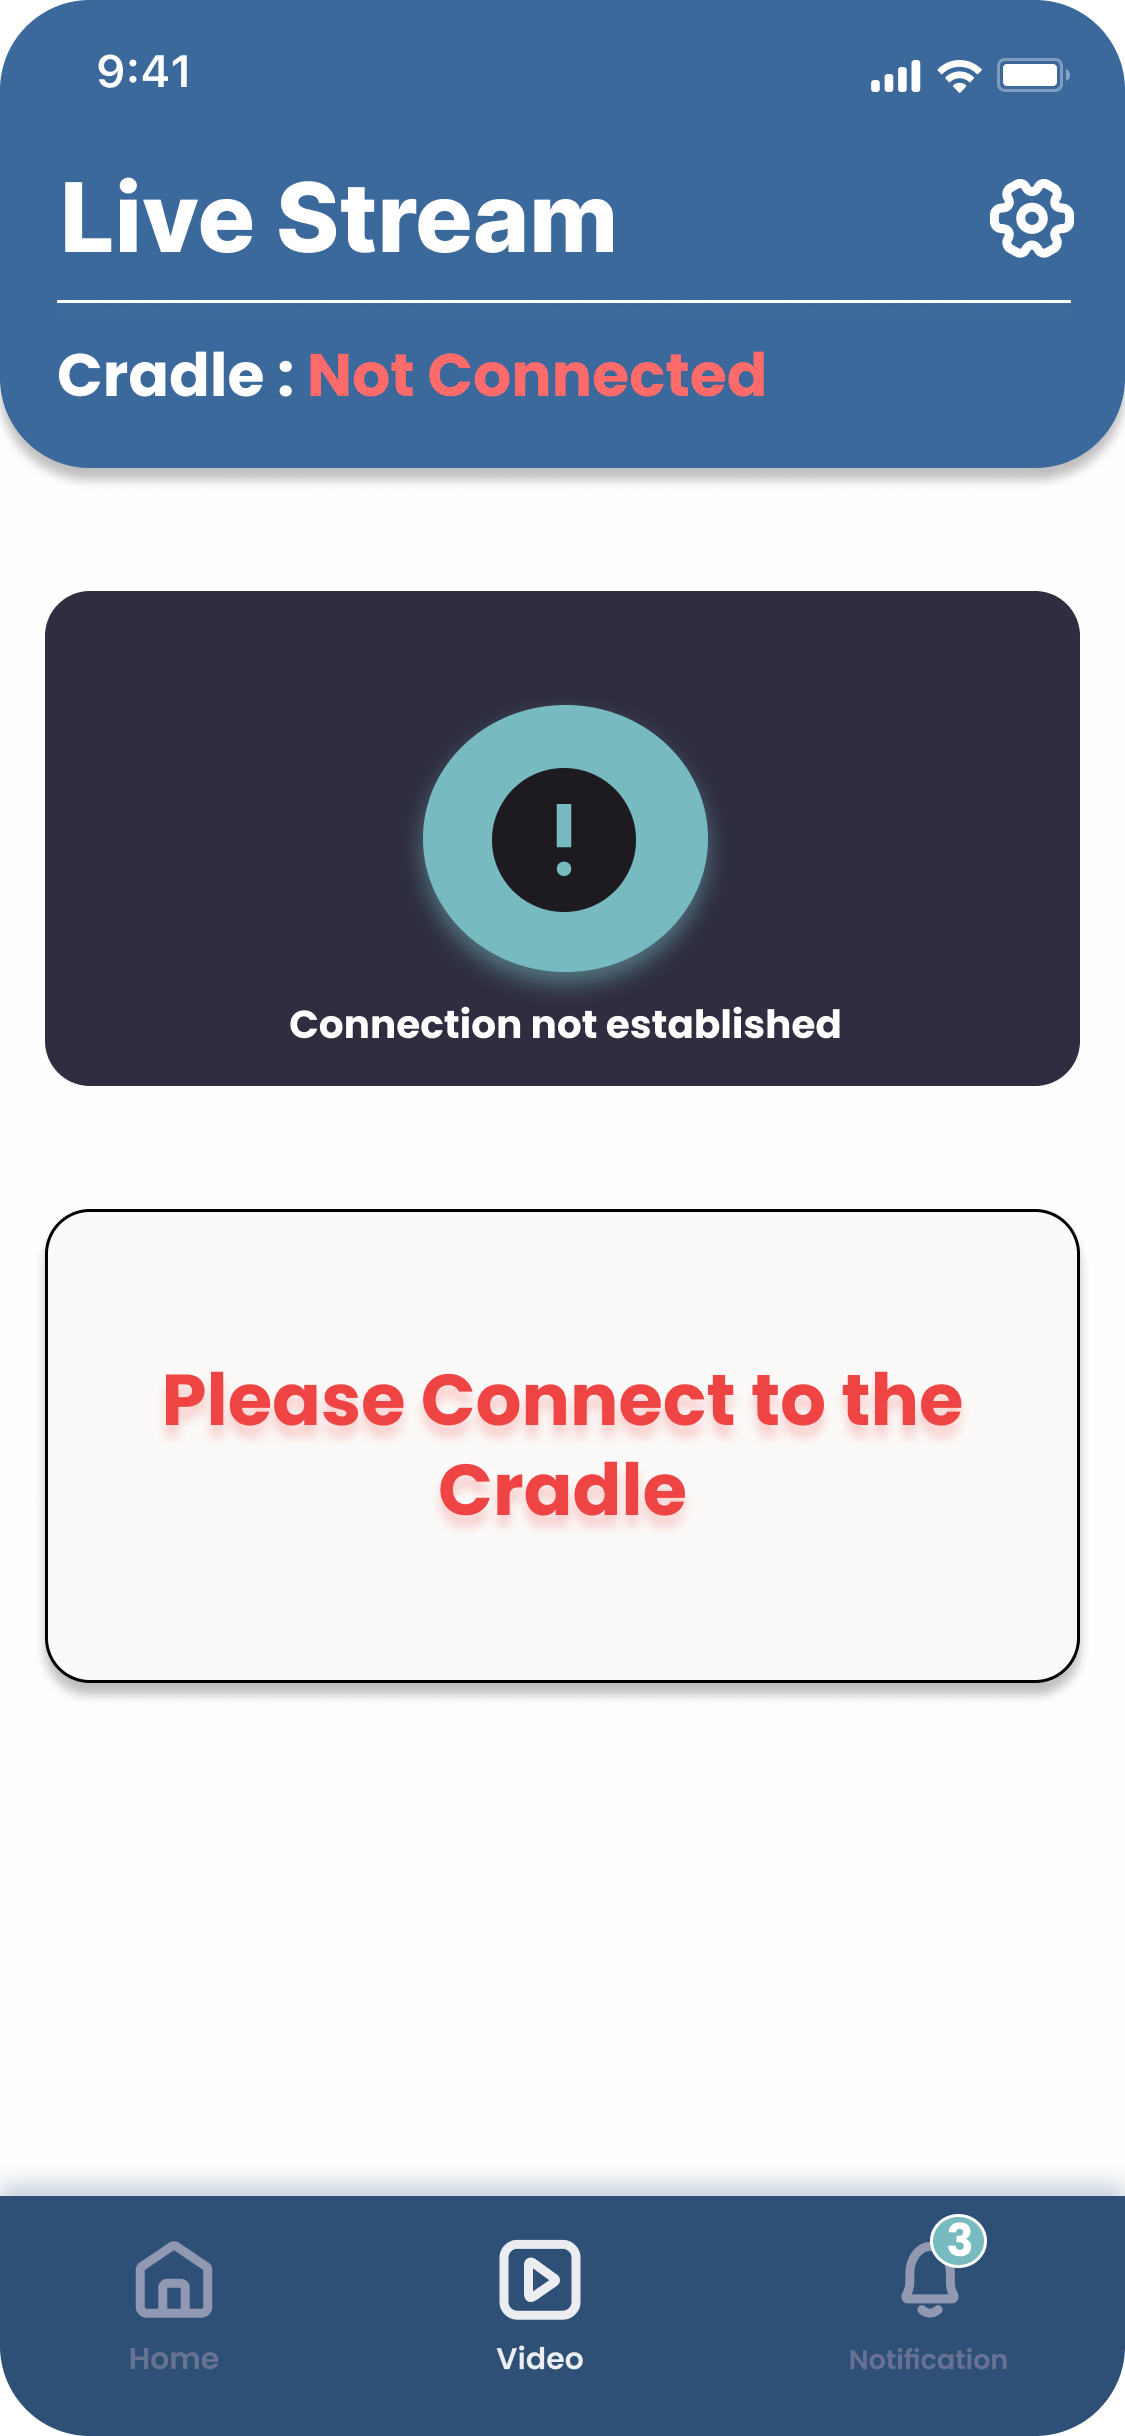 9:41
Live Stream
Cradle : Not Connected
Connection not established
Please Connect to the
Cradle
3
Home
Video
Notification